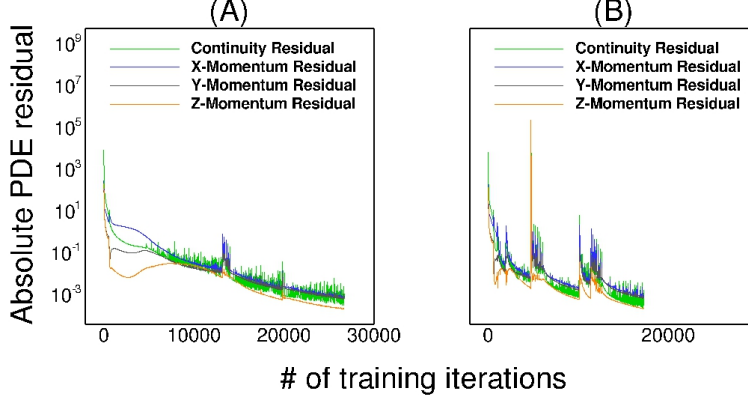 (A) (B)
Absolute PDE residual
10^9
10^7
10^5
10^3
10^1
10^-1
10^-3
Continuity Residual
X-Momentum Residual
Y-Momentum Residual
Z-Momentum Residual
0 10000 20000 30000
Continuity Residual
X-Momentum Residual
Y-Momentum Residual
Z-Momentum Residual
0 20000
# of training iterations